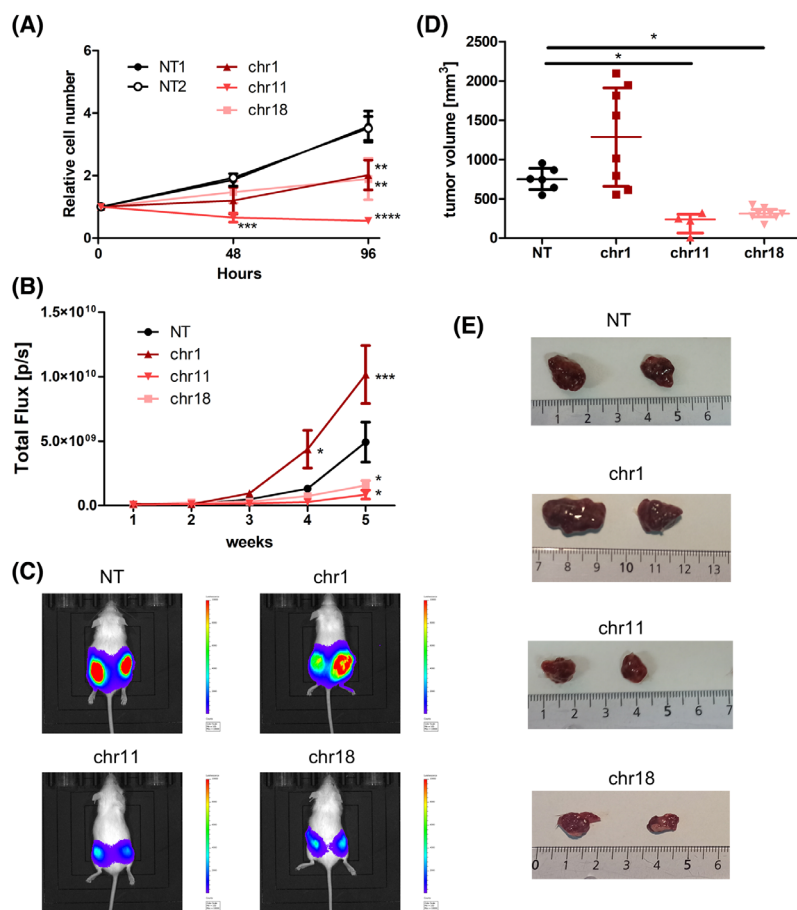 (A)
Relative cell number
6
4
2
0
0 48 96
Hours
NT1
NT2
chr1
chr11
chr18
**
**
****
***
(B)
Total Flux [p/s]
1.5×10¹⁰
1.0×10¹⁰
5.0×10⁰⁹
0.0
1 2 3 4 5
weeks
NT
chr1
chr11
chr18
***
*
*
*
(C)
NT
chr1
chr11
chr18
(D)
tumor volume [mm³]
2500
2000
1500
1000
500
0
NT chr1 chr11 chr18
*
*
(E)
NT
1 2 3 4 5 6
chr1
7 8 9 10 11 12 13
chr11
1 2 3 4 5 6 7
chr18
0 1 2 3 4 5 6